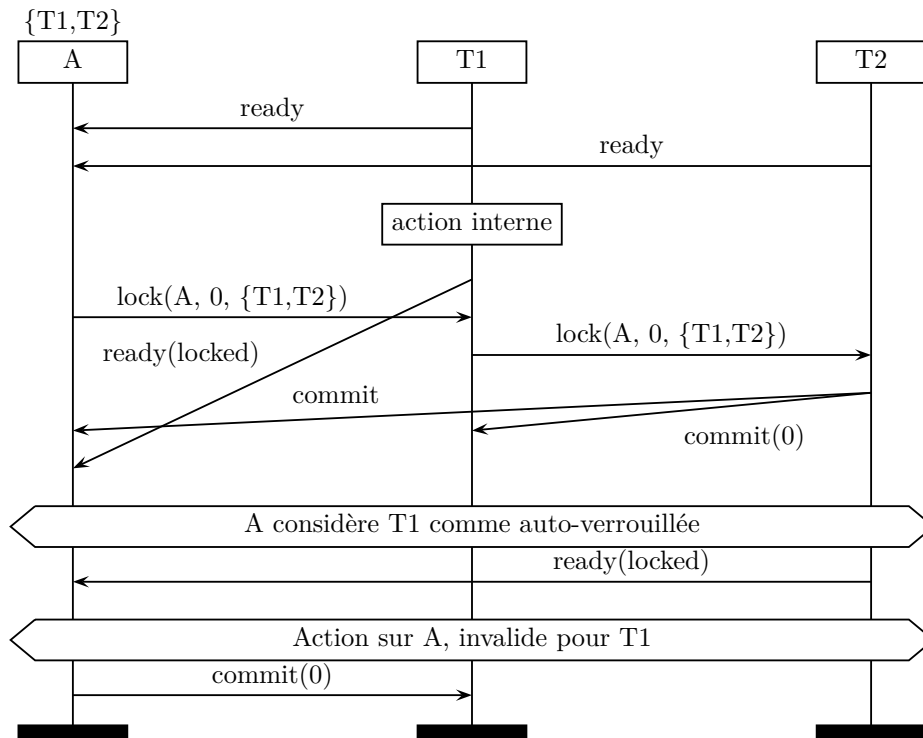 {T1,T2}
A
T1
T2
ready
ready
action interne
lock(A, 0, {T1,T2})
ready(locked)
lock(A, 0, {T1,T2})
commit
commit(0)
A considère T1 comme auto-verrouillée
ready(locked)
Action sur A, invalide pour T1
commit(0)